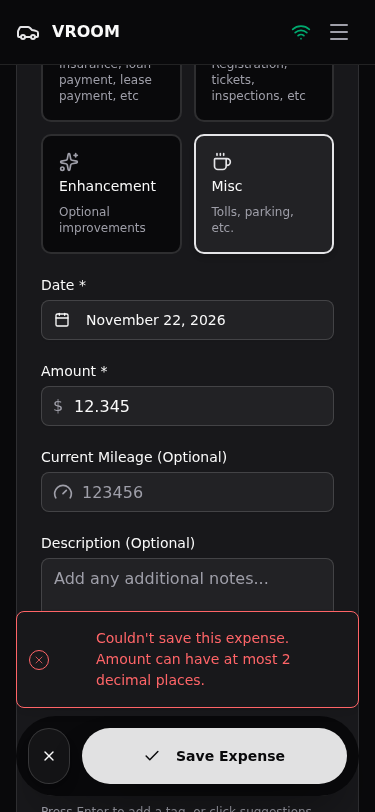 VROOM
Insurance, loan
payment, lease
payment, etc
Registration,
tickets,
inspections, etc
Enhancement
Optional
improvements
Misc
Tolls, parking,
etc.
Date *
November 22, 2026
Amount *
$ 12.345
Current Mileage (Optional)
123456
Description (Optional)
Add any additional notes...
Couldn't save this expense.
Amount can have at most 2
decimal places.
Save Expense
Press Enter to add a tag, or click suggestions